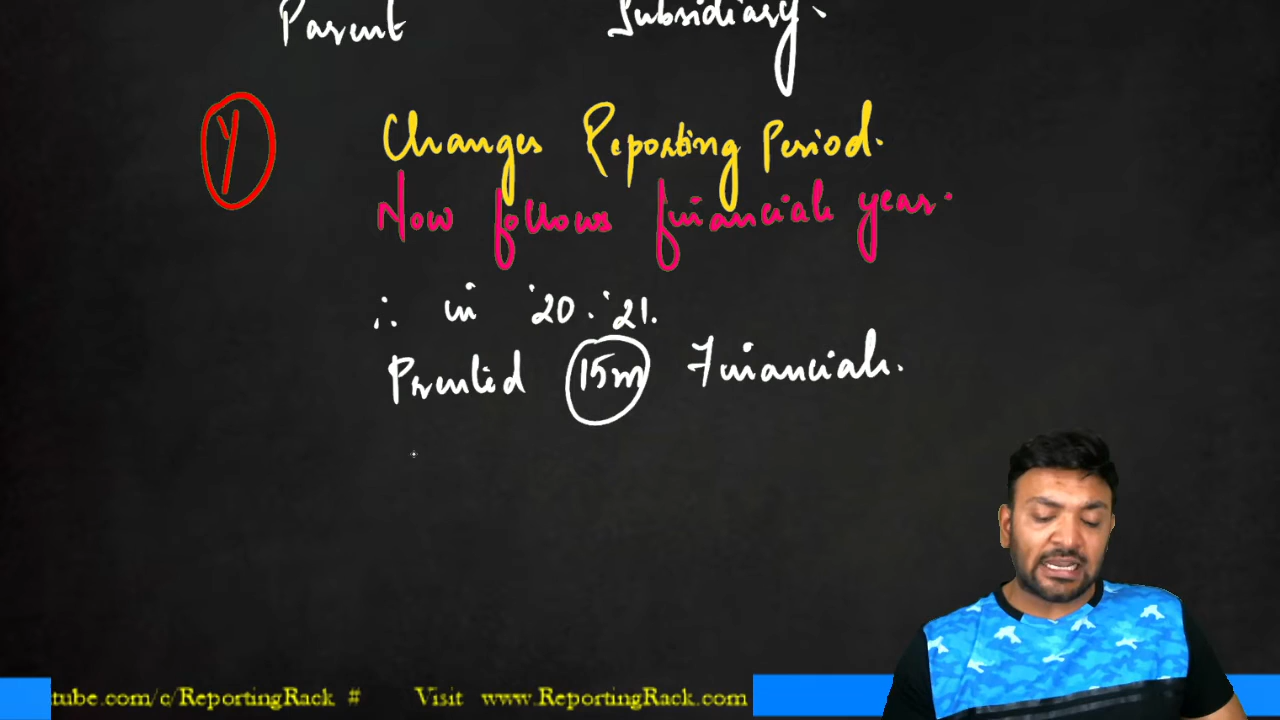 Parent Subsidiary.
Y Changes Reporting Period.
Now follows financial year.
∴ in '20-'21.
Prented 15m Financials.
tube.com/c/ReportingRack # Visit www.ReportingRack.com